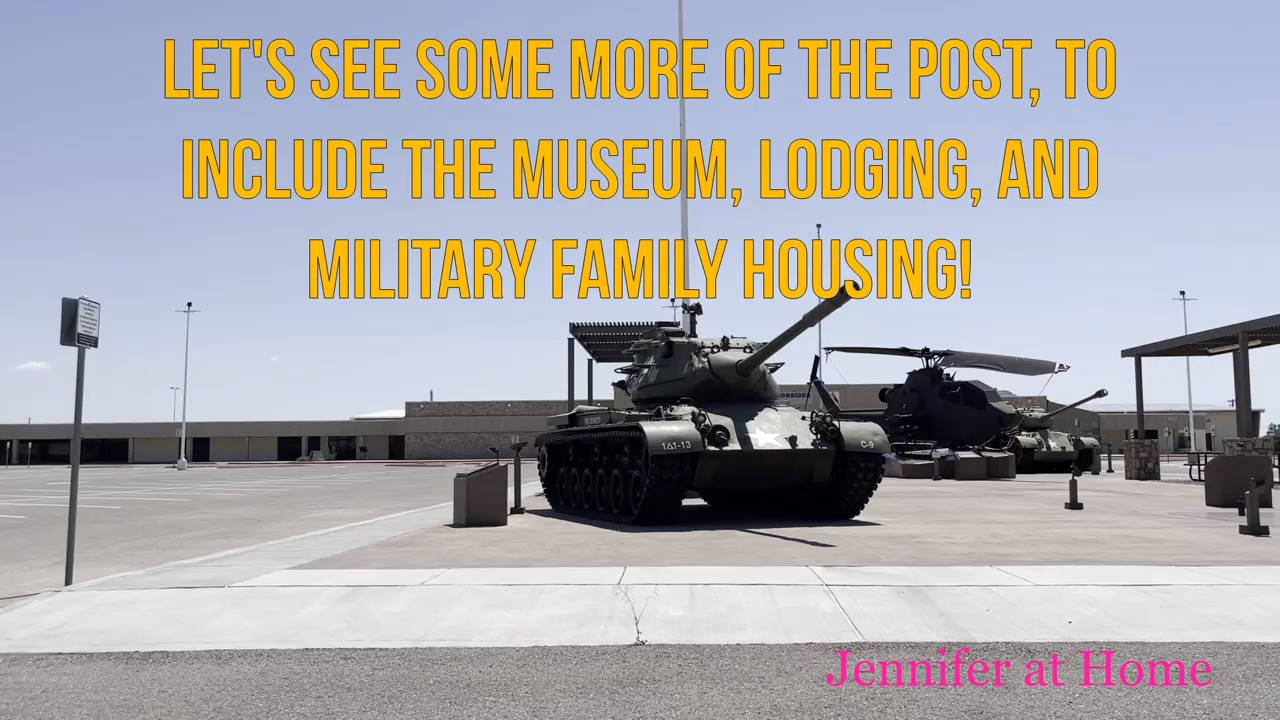 LET'S SEE SOME MORE OF THE POST, TO
INCLUDE THE MUSEUM, LODGING, AND
MILITARY FAMILY HOUSING!
1Δ1-13
C-9
Jennifer at Home